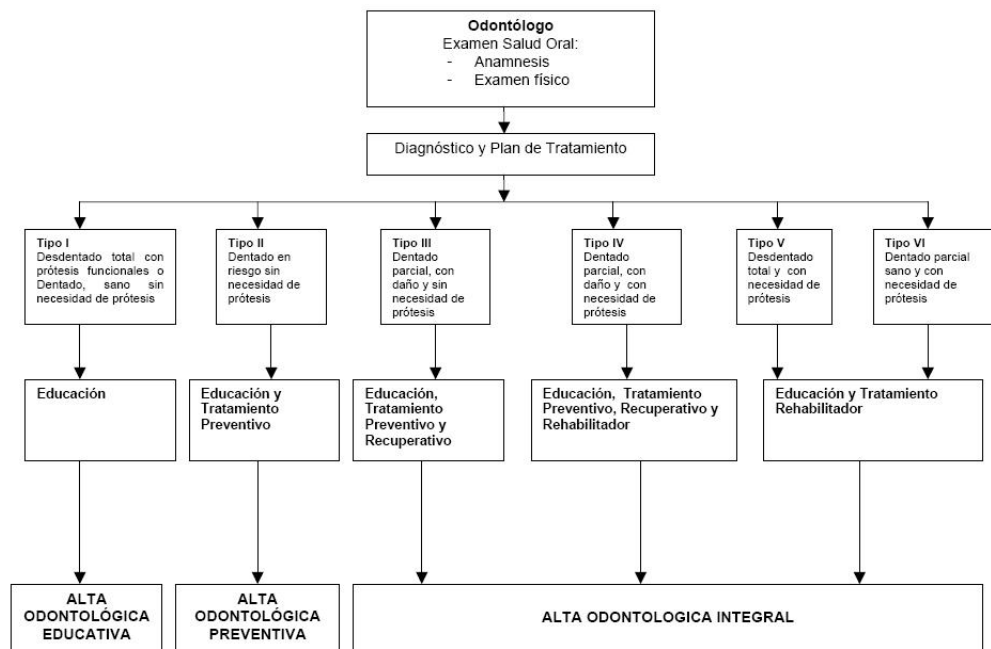 Odontólogo
Examen Salud Oral:
- Anamnesis
- Examen físico
Diagnóstico y Plan de Tratamiento
Tipo I
Desdentado total con
prótesis funcionales o
Dentado, sano sin
necesidad de prótesis
Tipo II
Dentado en
riesgo sin
necesidad de
prótesis
Tipo III
Dentado
parcial, con
daño y sin
necesidad de
prótesis
Tipo IV
Dentado
parcial, con
daño y con
necesidad de
prótesis
Tipo V
Desdentado
total y con
necesidad de
prótesis
Tipo VI
Dentado parcial
sano y con
necesidad de
prótesis
Educación
Educación y
Tratamiento
Preventivo
Educación,
Tratamiento
Preventivo y
Recuperativo
Educación, Tratamiento
Preventivo, Recuperativo y
Rehabilitador
Educación y Tratamiento
Rehabilitador
ALTA
ODONTOLÓGICA
EDUCATIVA
ALTA
ODONTOLÓGICA
PREVENTIVA
ALTA ODONTOLOGICA INTEGRAL